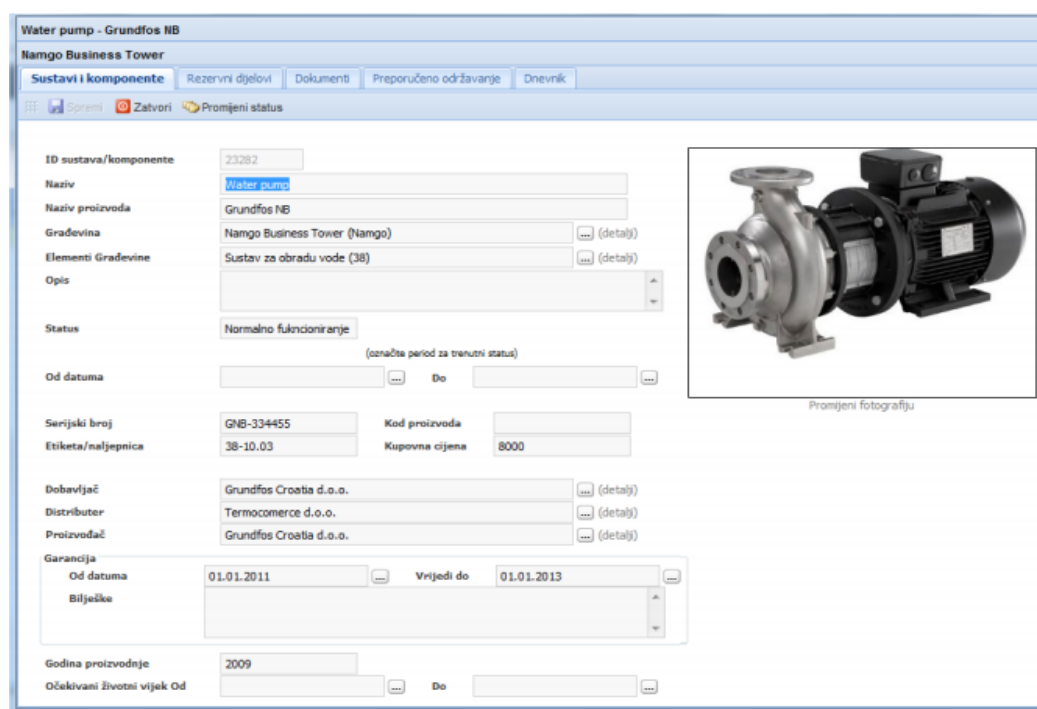 Water pump - Grundfos NB
Namgo Business Tower
Sustavi i komponente Rezervni dijelovi Dokumenti Preporučeno održavanje Dnevnik
Spremi Zatvori Promijeni status
ID sustava/komponente 23282
Naziv Water pump
Naziv proizvoda Grundfos NB
Građevina Namgo Business Tower (Namgo) ... (detalji)
Elementi Građevine Sustav za obradu vode (38) ... (detalji)
Opis
Status Normalno fukncioniranje
(označite period za trenutni status)
Od datuma ... Do ...
Promijeni fotografiju
Serijski broj GNB-334455 Kod proizvoda
Etiketa/naljepnica 38-10.03 Kupovna cijena 8000
Dobavljač Grundfos Croatia d.o.o. ... (detalji)
Distributer Termocomerce d.o.o. ... (detalji)
Proizvođač Grundfos Croatia d.o.o. ... (detalji)
Garancija
Od datuma 01.01.2011 ... Vrijedi do 01.01.2013 ...
Bilješke
Godina proizvodnje 2009
Očekivani životni vijek Od ... Do ...